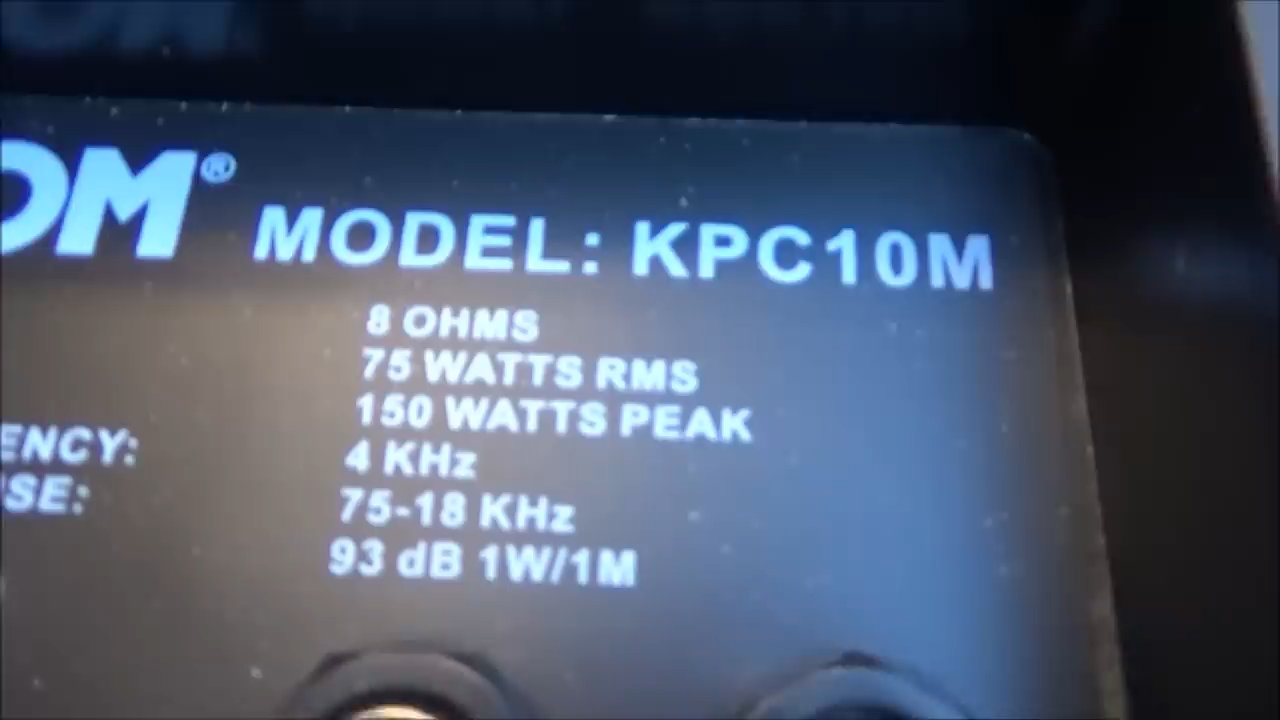 OM® MODEL: KPC10M
8 OHMS
75 WATTS RMS
150 WATTS PEAK
ENCY: 4 KHz
SE: 75-18 KHz
93 dB 1W/1M